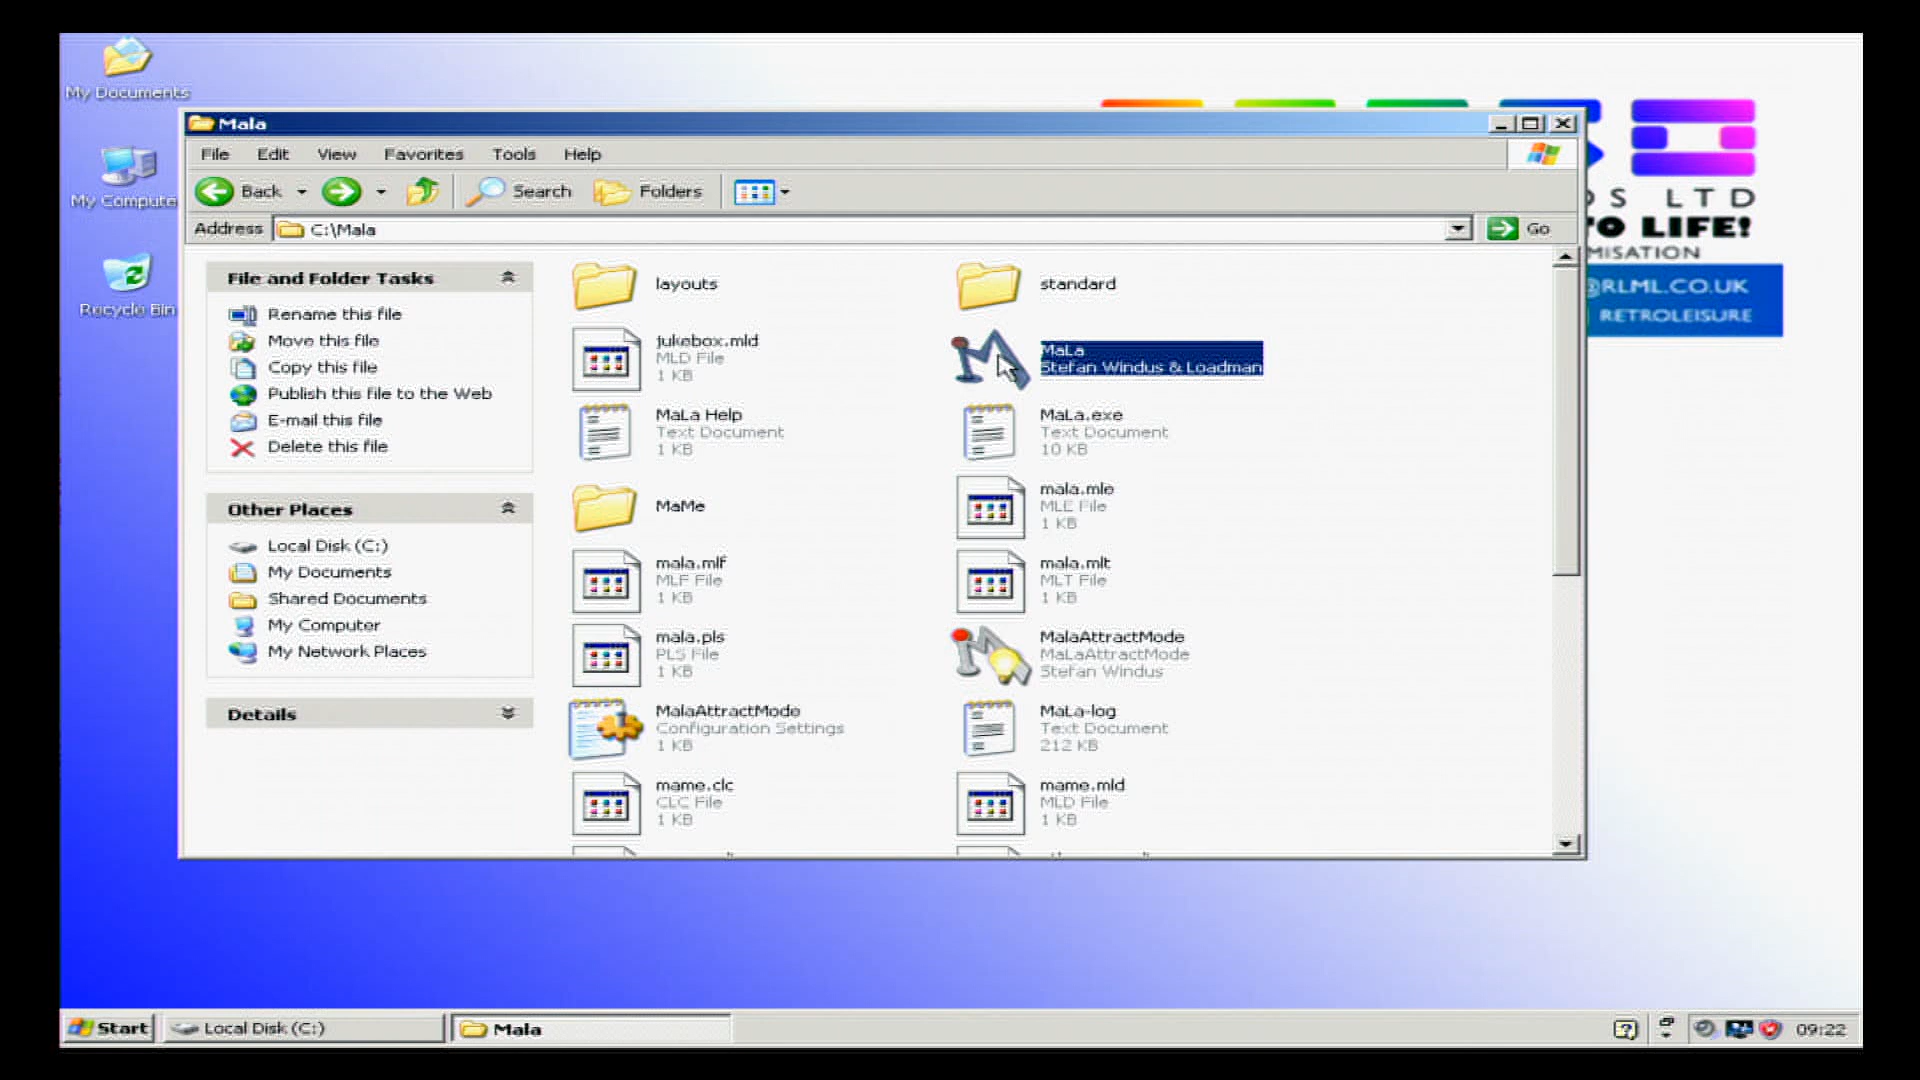 My Documents
My Compute
Recycle Bin
Mala
File Edit View Favorites Tools Help
Back Search Folders
Address C:\Mala Go
File and Folder Tasks
Rename this file
Move this file
Copy this file
Publish this file to the Web
E-mail this file
Delete this file
Other Places
Local Disk (C:)
My Documents
Shared Documents
My Computer
My Network Places
Details
layouts
standard
jukebox.mld
MLD File
1 KB
MaLa
Stefan Windus & Loadman
MaLa Help
Text Document
1 KB
MaLa.exe
Text Document
10 KB
MaMe
mala.mle
MLE File
1 KB
mala.mlf
MLF File
1 KB
mala.mlt
MLT File
1 KB
mala.pls
PLS File
1 KB
MalaAttractMode
MaLaAttractMode
Stefan Windus
MalaAttractMode
Configuration Settings
1 KB
MaLa-log
Text Document
212 KB
mame.clc
CLC File
1 KB
mame.mld
MLD File
1 KB
DS LTD
TO LIFE!
MISATION
@RLML.CO.UK
RETROLEISURE
Start Local Disk (C:) Mala 09:22